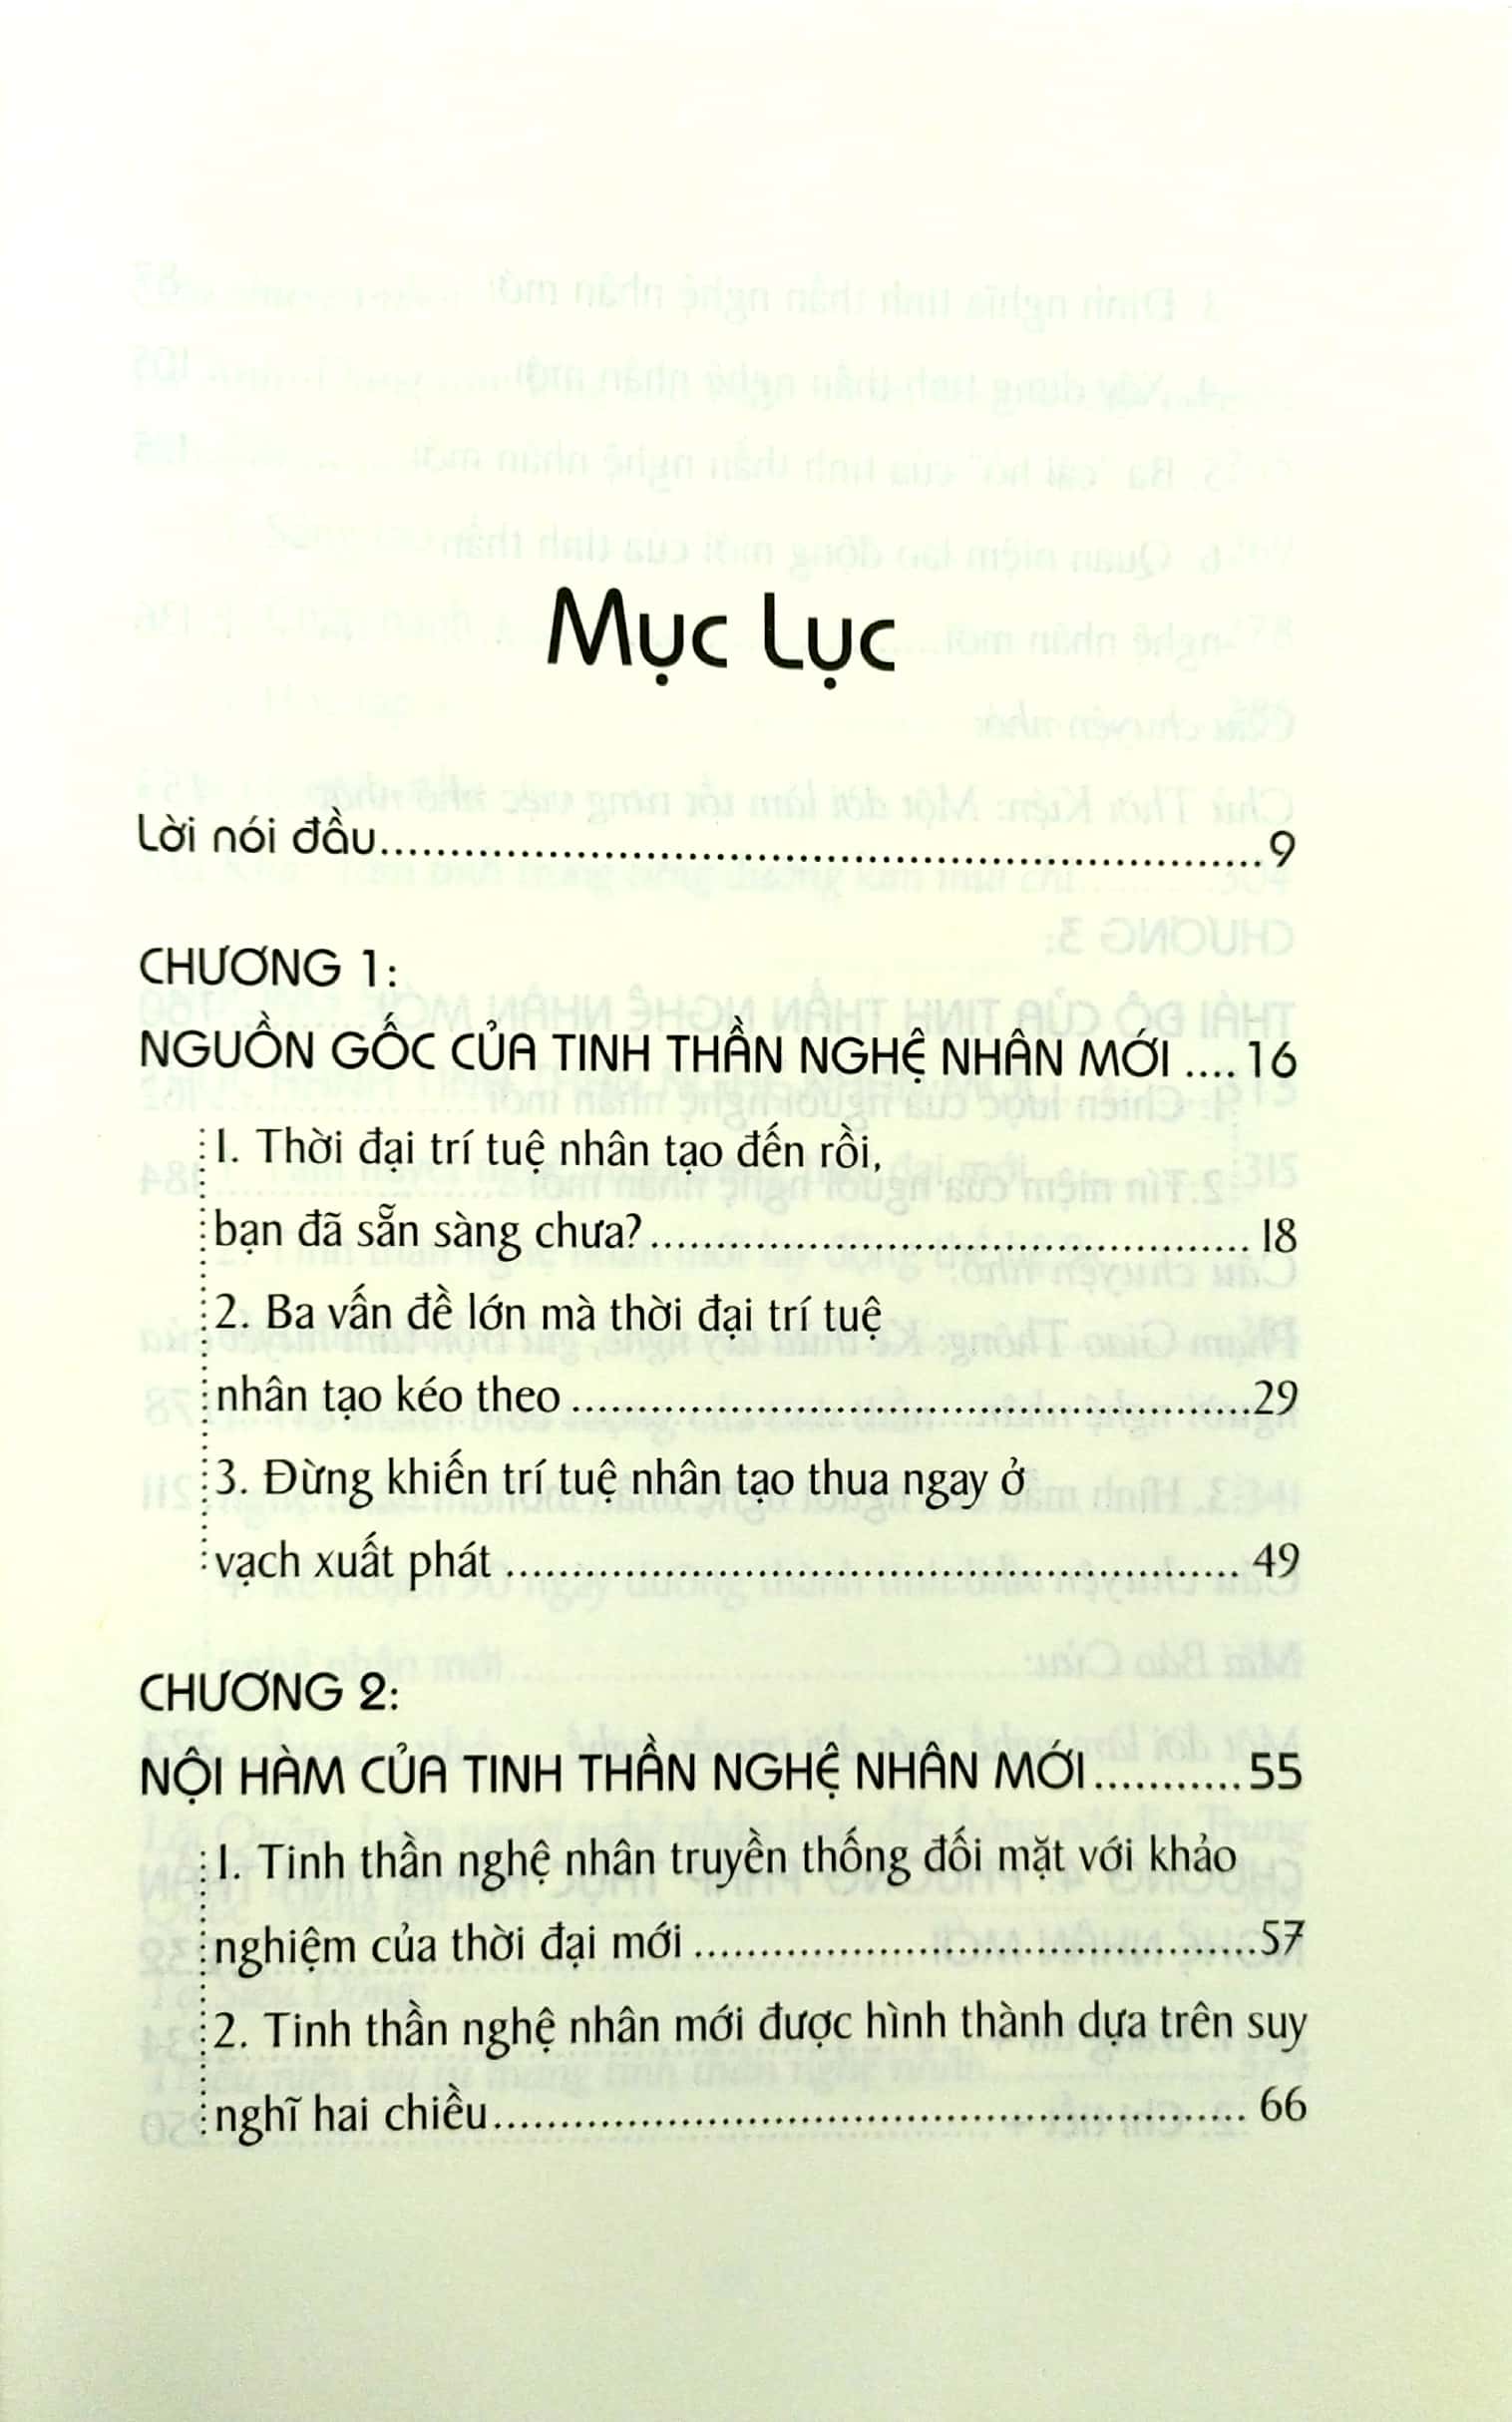 Mục Lục
Lời nói đầu................................................................9
CHƯƠNG 1:
NGUỒN GỐC CỦA TINH THẦN NGHỆ NHÂN MỚI ....16
1. Thời đại trí tuệ nhân tạo đến rồi,
bạn đã sẵn sàng chưa?............................................. 18
2. Ba vấn đề lớn mà thời đại trí tuệ
nhân tạo kéo theo ..................................................29
3. Đừng khiến trí tuệ nhân tạo thua ngay ở
vạch xuất phát ...................................................... 49
CHƯƠNG 2:
NỘI HÀM CỦA TINH THẦN NGHỆ NHÂN MỚI...........55
1. Tinh thần nghệ nhân truyền thống đối mặt với khảo
nghiệm của thời đại mới ..........................................57
2. Tinh thần nghệ nhân mới được hình thành dựa trên suy
nghĩ hai chiều........................................................ 66